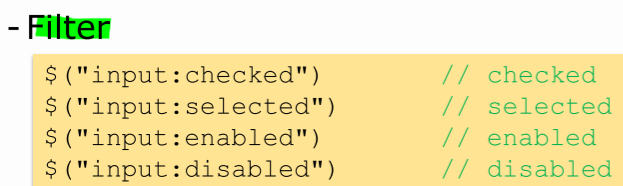 - Filter
$("input:checked") // checked
$("input:selected") // selected
$("input:enabled") // enabled
$("input:disabled") // disabled